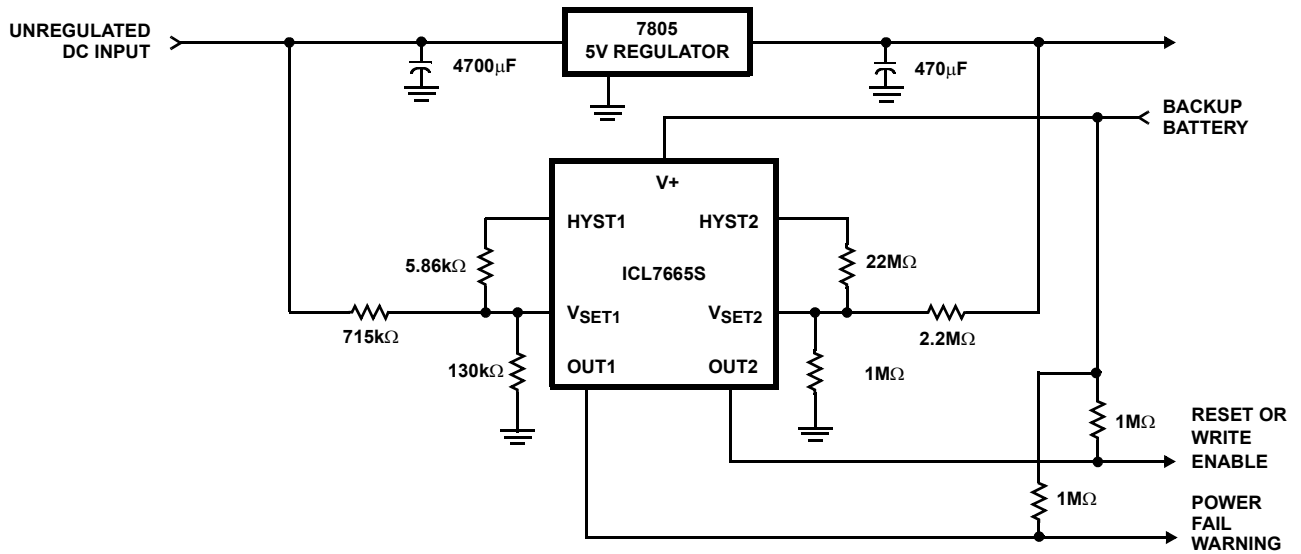 UNREGULATED
DC INPUT
4700μF
7805
5V REGULATOR
470μF
BACKUP
BATTERY
V+
HYST1
HYST2
5.86kΩ
ICL7665S
22MΩ
715kΩ
VSET1
VSET2
2.2MΩ
130kΩ
OUT1
OUT2
1MΩ
1MΩ
RESET OR
WRITE
ENABLE
1MΩ
POWER
FAIL
WARNING